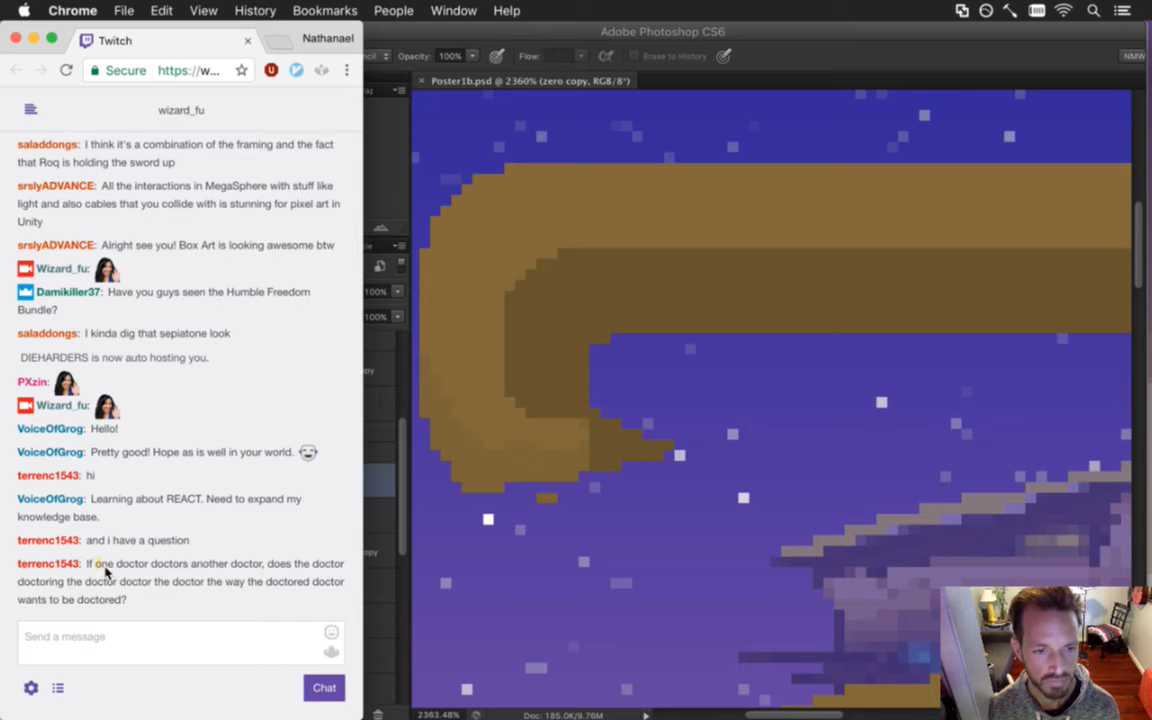 Chrome File Edit View History Bookmarks People Window Help
Twitch
Nathanael
Secure https://w...
wizard_fu
saladdongs: I think it's a combination of the framing and the fact
that Roq is holding the sword up
srslyADVANCE: All the interactions in MegaSphere with stuff like
light and also cables that you collide with is stunning for pixel art in
Unity
srslyADVANCE: Alright see you! Box Art is looking awesome btw
Wizard_fu:
Damikiller37: Have you guys seen the Humble Freedom
Bundle?
saladdongs: I kinda dig that sepiatone look
DIEHARDERS is now auto hosting you.
PXzin:
Wizard_fu:
VoiceOfGrog: Hello!
VoiceOfGrog: Pretty good! Hope as is well in your world.
terrenc1543: hi
VoiceOfGrog: Learning about REACT. Need to expand my
knowledge base.
terrenc1543: and i have a question
terrenc1543: If one doctor doctors another doctor, does the doctor
doctoring the doctor doctor the doctor the way the doctored doctor
wants to be doctored?
Send a message
Chat
Adobe Photoshop CS6
Opacity: 100% Flow: Erase to History NMW
Poster1b.psd @ 2360% (zero copy, RGB/8*)
100%
100%
2363.48% Doc: 185.0K/9.76M